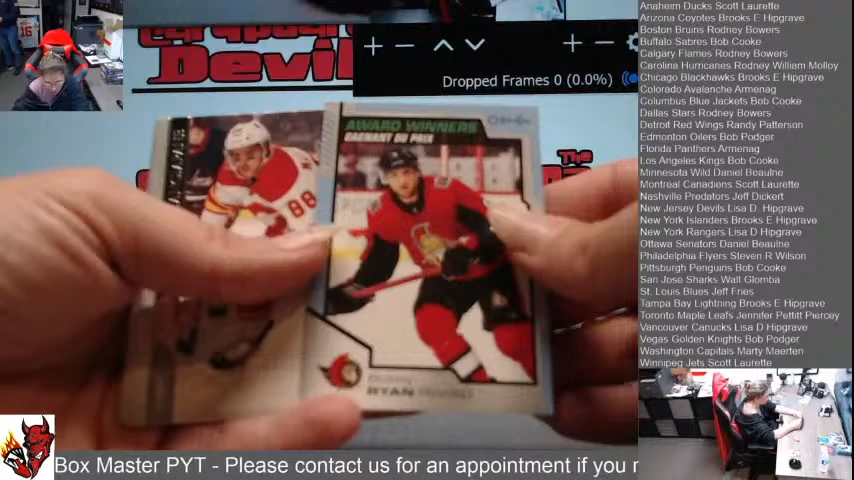 Cardboard
Devil
Dropped Frames 0 (0.0%)
The
16
AWARD WINNERS
GAGNANT DU PRIX
88
RYAN
Anaheim Ducks Scott Laurette
Arizona Coyotes Brooks E Hipgrave
Boston Bruins Rodney Bowers
Buffalo Sabres Bob Cooke
Calgary Flames Rodney Bowers
Carolina Hurricanes Rodney William Molloy
Chicago Blackhawks Brooks E Hipgrave
Colorado Avalanche Armenag
Columbus Blue Jackets Bob Cooke
Dallas Stars Rodney Bowers
Detroit Red Wings Randy Patterson
Edmonton Oilers Bob Podger
Florida Panthers Armenag
Los Angeles Kings Bob Cooke
Minnesota Wild Daniel Beaulne
Montreal Canadiens Scott Laurette
Nashville Predators Jeff Dickert
New Jersey Devils Lisa D. Hipgrave
New York Islanders Brooks E Hipgrave
New York Rangers Lisa D Hipgrave
Ottawa Senators Daniel Beaulne
Philadelphia Flyers Steven R Wilson
Pittsburgh Penguins Bob Cooke
San Jose Sharks Walt Glomba
St. Louis Blues Jeff Fries
Tampa Bay Lightning Brooks E Hipgrave
Toronto Maple Leafs Jennifer Pettitt Piercey
Vancouver Canucks Lisa D Hipgrave
Vegas Golden Knights Bob Podger
Washington Capitals Marty Maerten
Winnipeg Jets Scott Laurette
Box Master PYT - Please contact us for an appointment if you